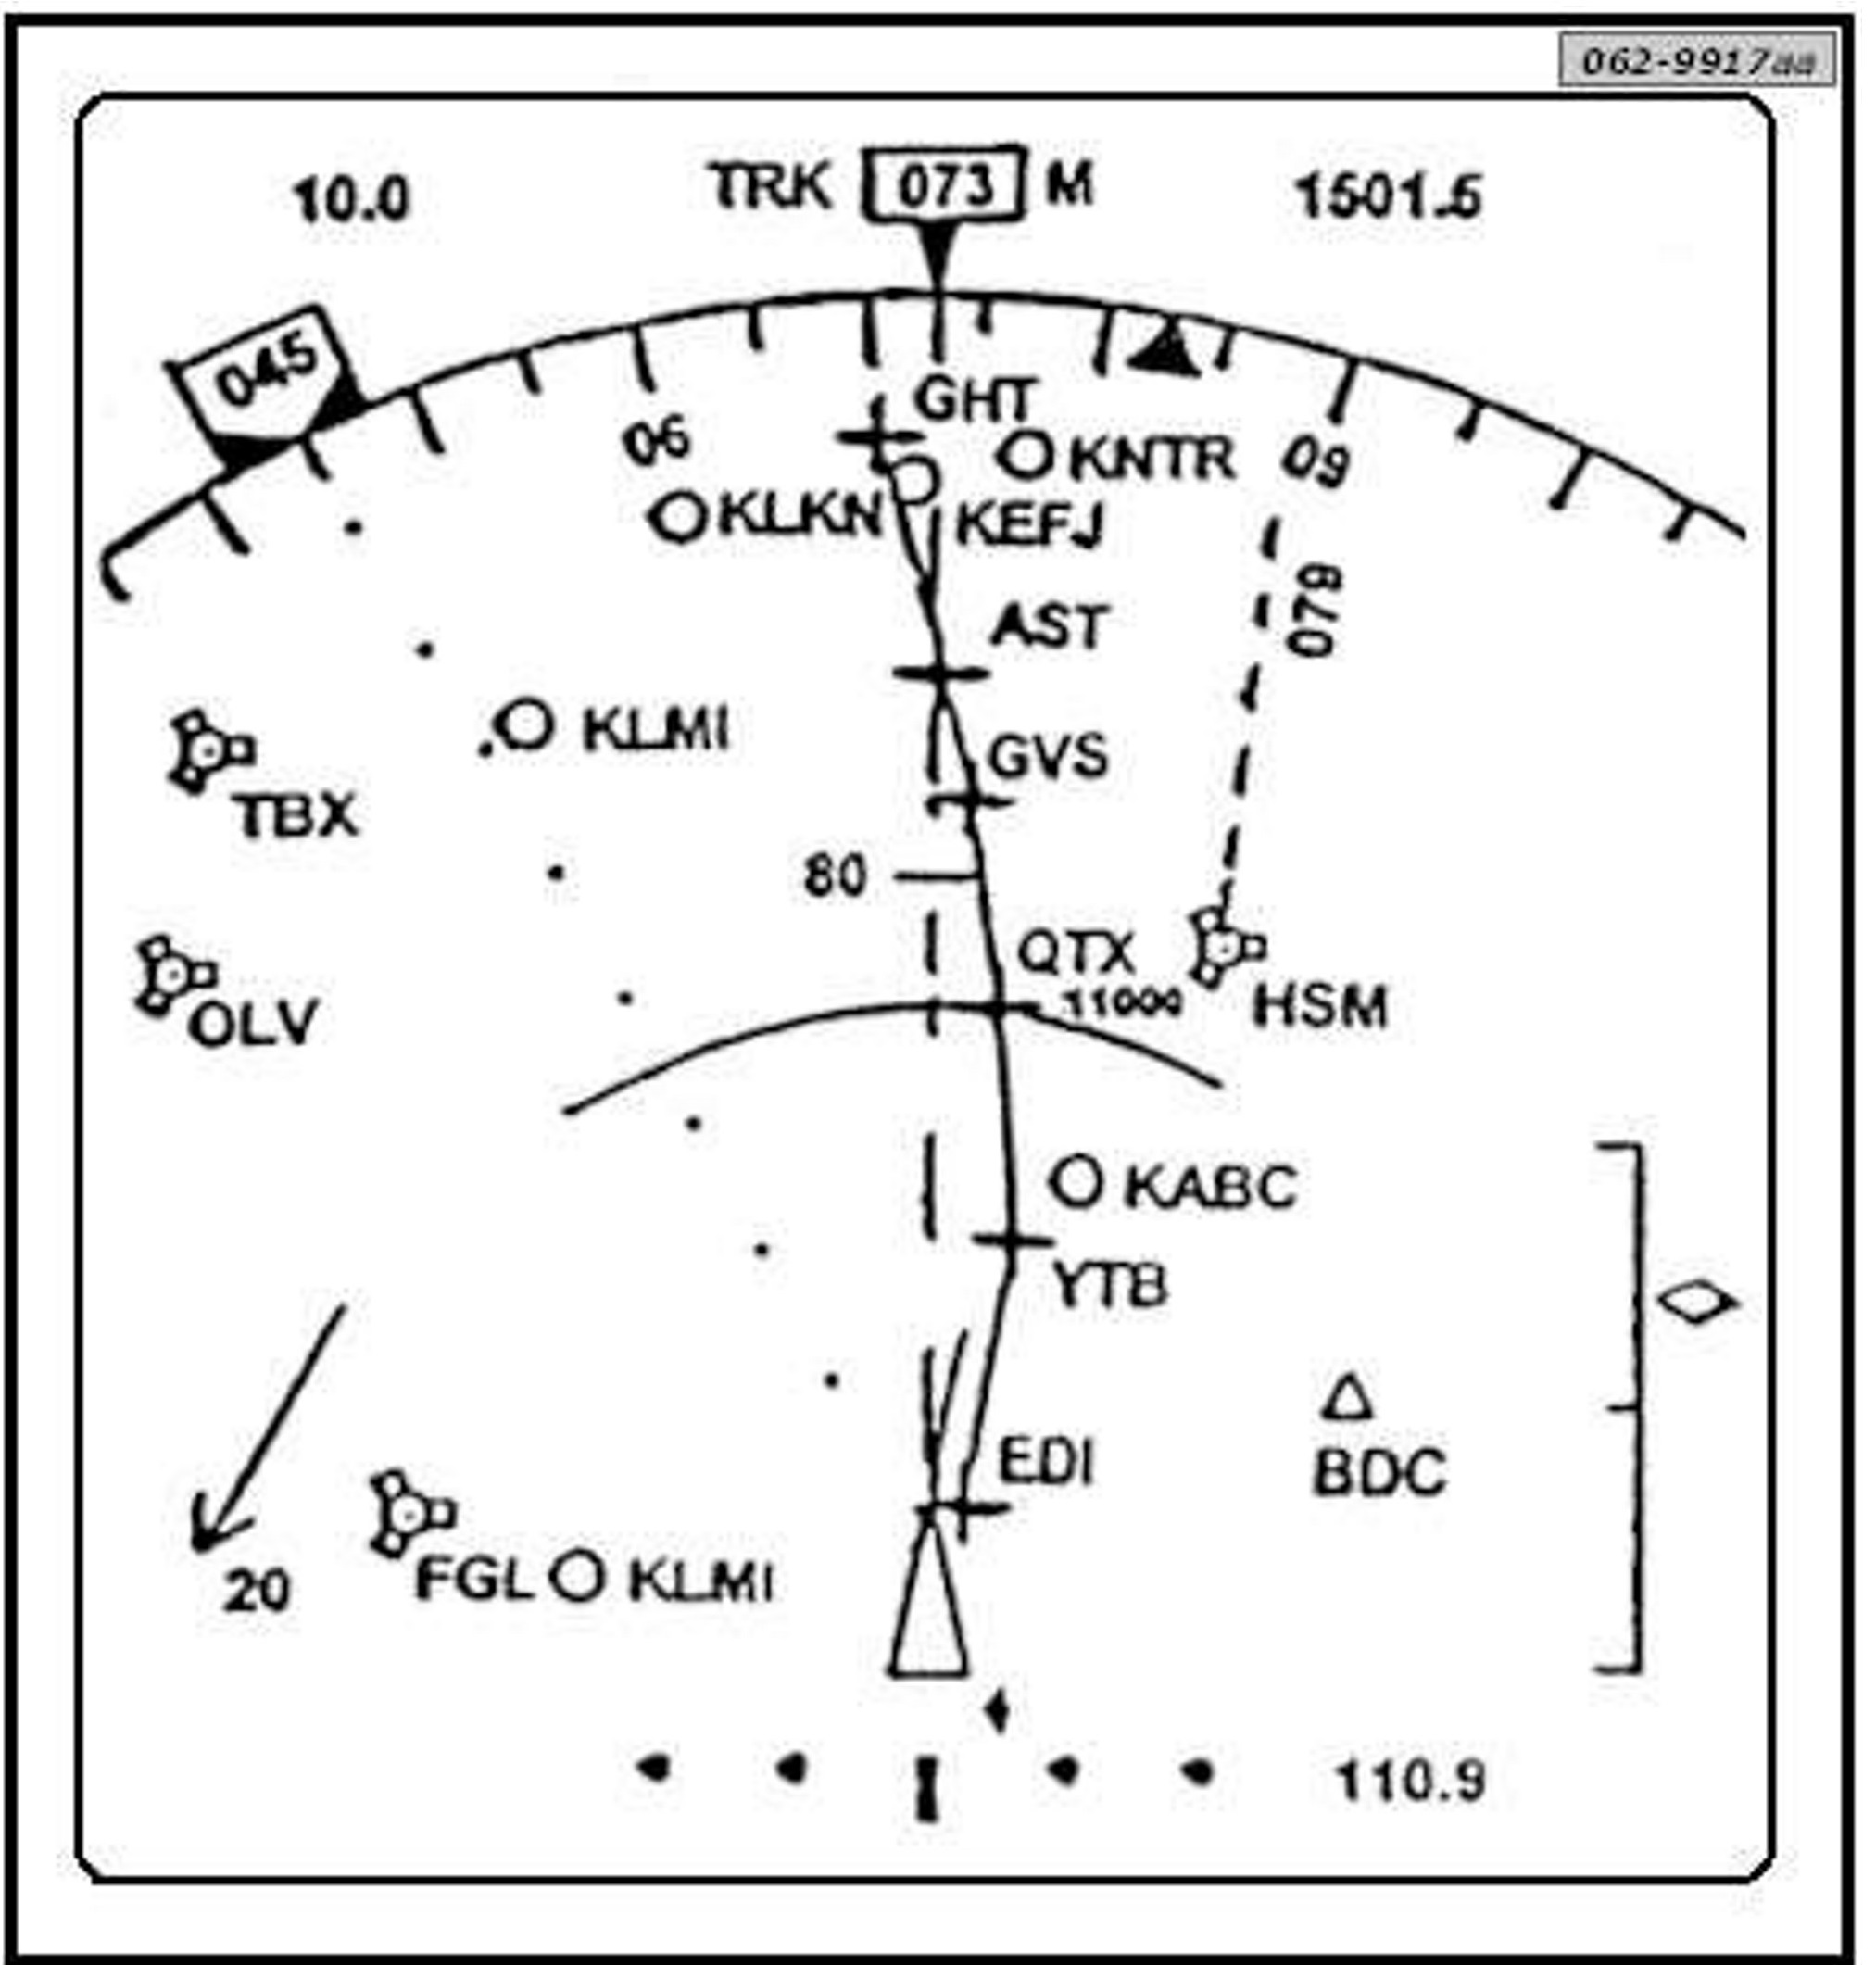 062-9917aa
10.0 TRK 073 M 1501.5
045
06
GHT
KNTR
09
KLKN
KEFJ
079
AST
KLMI
GVS
TBX
80
QTX
11000
HSM
OLV
KABC
YTB
EDI
BDC
20
FGL KLMI
110.9